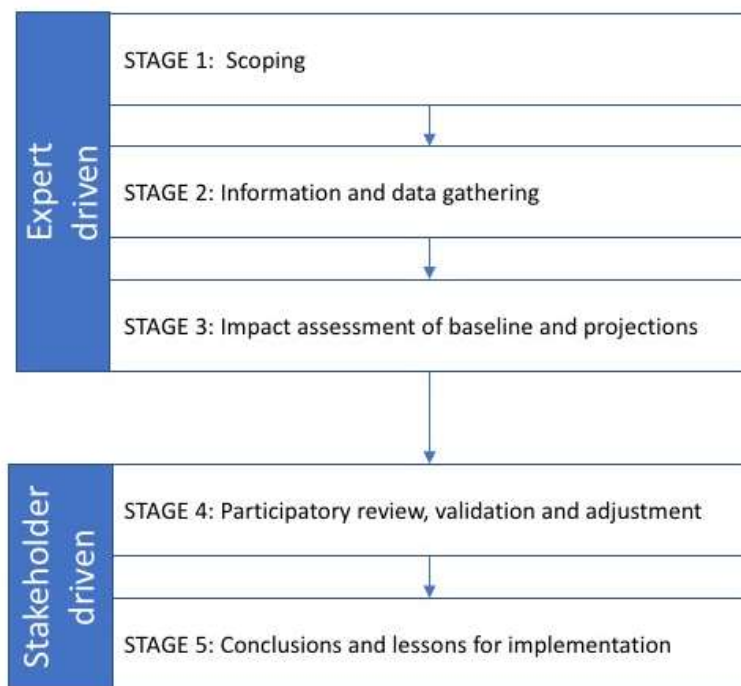 Expert
driven
STAGE 1:  Scoping
STAGE 2: Information and data gathering
STAGE 3: Impact assessment of baseline and projections
Stakeholder
driven
STAGE 4: Participatory review, validation and adjustment
STAGE 5: Conclusions and lessons for implementation